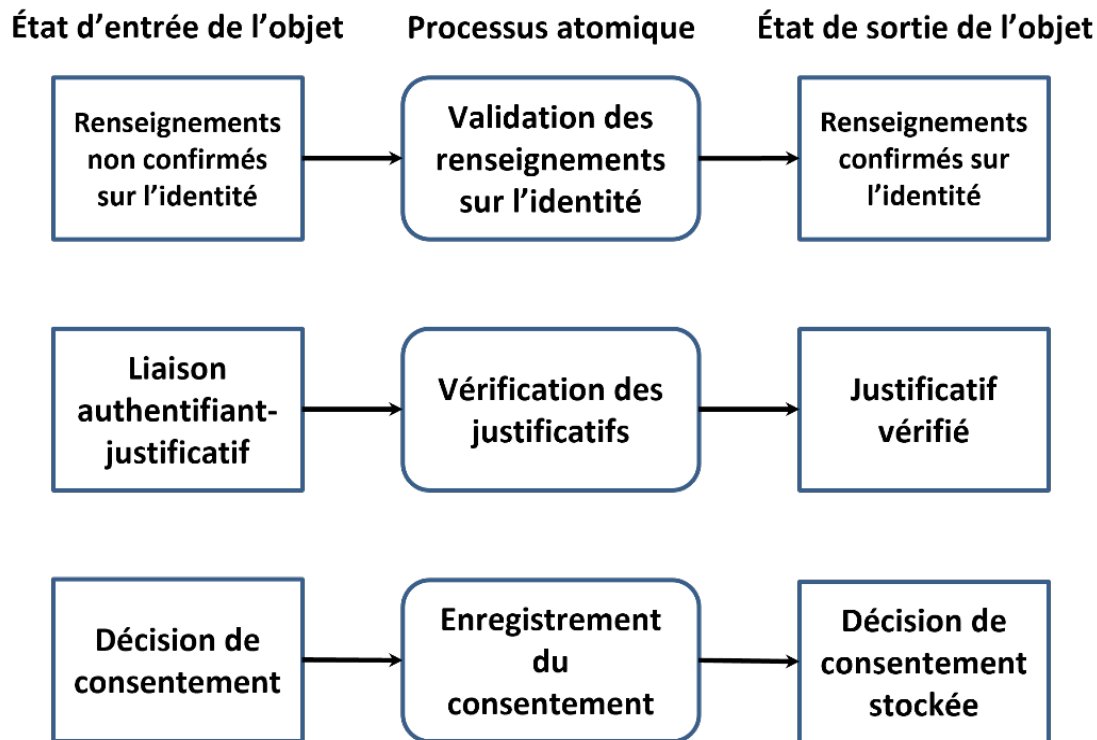 État d’entrée de l’objet
Processus atomique
État de sortie de l’objet
Renseignements
non confirmés
sur l’identité
Validation des
renseignements
sur l’identité
Renseignements
confirmés sur
l’identité
Liaison
authentifiant-
justificatif
Vérification des
justificatifs
Justificatif
vérifié
Décision de
consentement
Enregistrement
du
consentement
Décision de
consentement
stockée